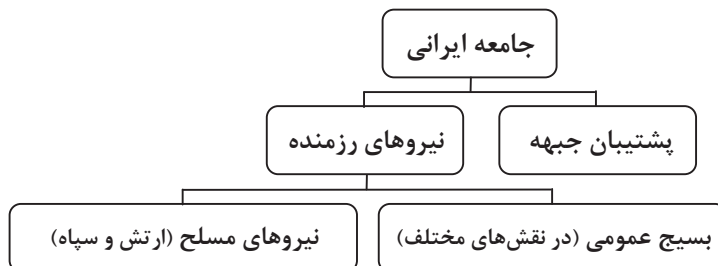 جامعه ایرانی
پشتیبان جبهه
نیروهای رزمنده
بسیج عمومی (در نقش‌های مختلف)
نیروهای مسلح (ارتش و سپاه)